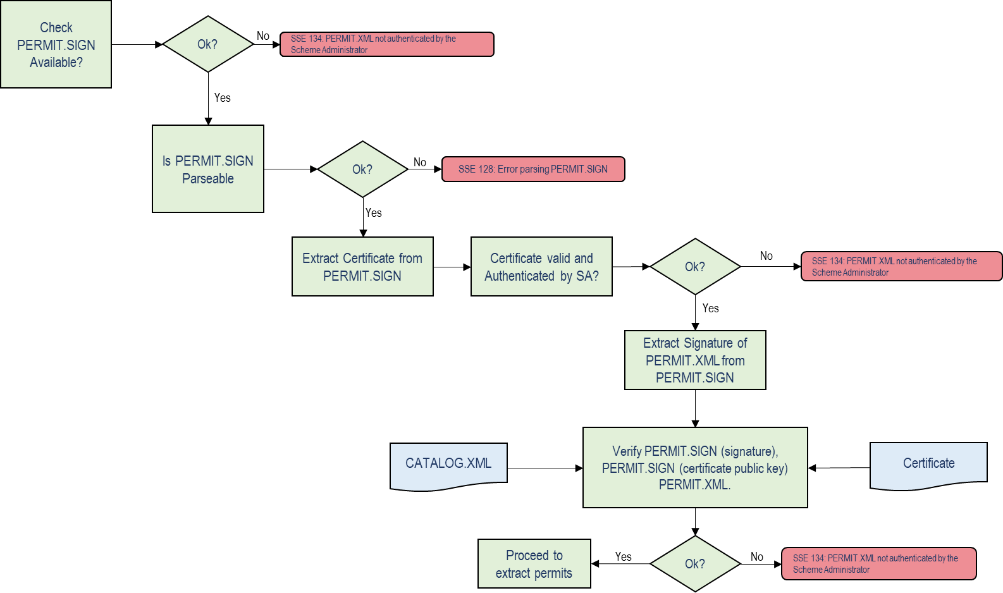 Check
PERMIT.SIGN
Available?
Ok?
No
SSE 134: PERMIT.XML not authenticated by the
Scheme Administrator
Yes
Is PERMIT.SIGN
Parseable
Ok?
No
SSE 128: Error parsing PERMIT.SIGN
Yes
Extract Certificate from
PERMIT.SIGN
Certificate valid and
Authenticated by SA?
Ok?
No
SSE 134: PERMIT.XML not authenticated by the
Scheme Administrator
Yes
Extract Signature of
PERMIT.XML from
PERMIT.SIGN
CATALOG.XML
Verify PERMIT.SIGN (signature),
PERMIT.SIGN (certificate public key)
PERMIT.XML.
Certificate
Proceed to
extract permits
Yes
Ok?
No
SSE 134: PERMIT.XML not authenticated by the
Scheme Administrator